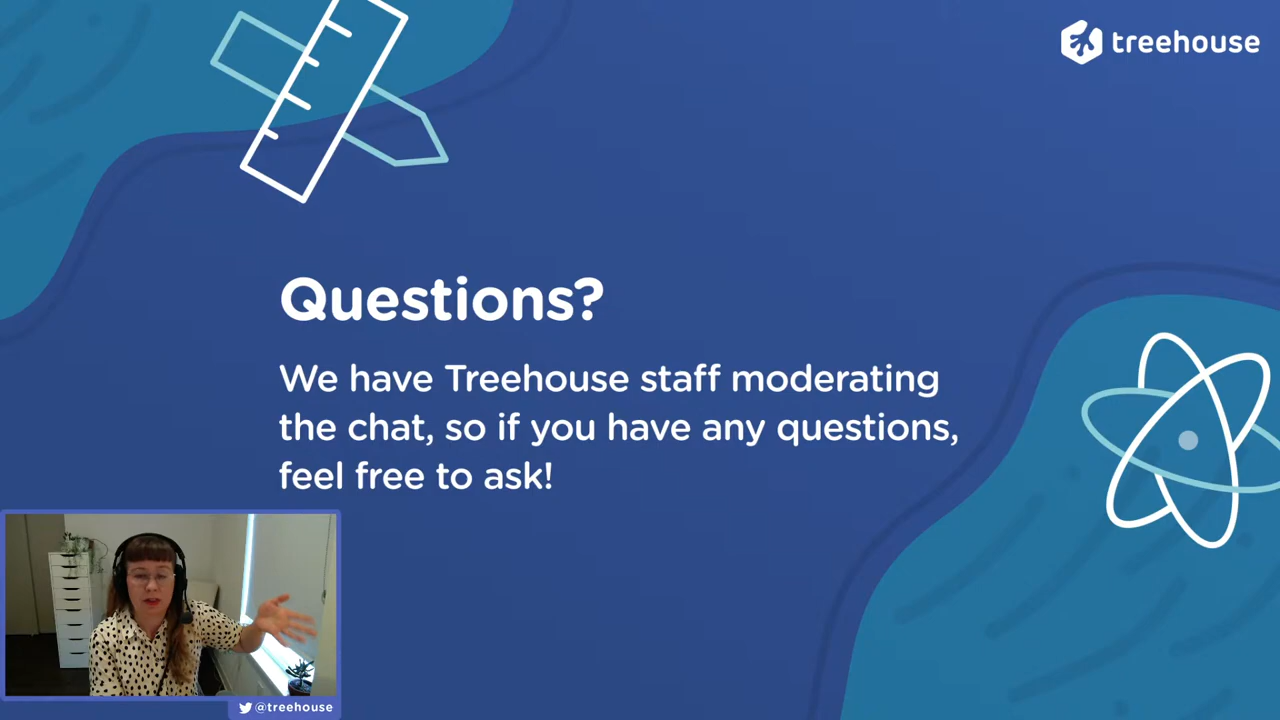 treehouse
Questions?
We have Treehouse staff moderating
the chat, so if you have any questions,
feel free to ask!
@treehouse